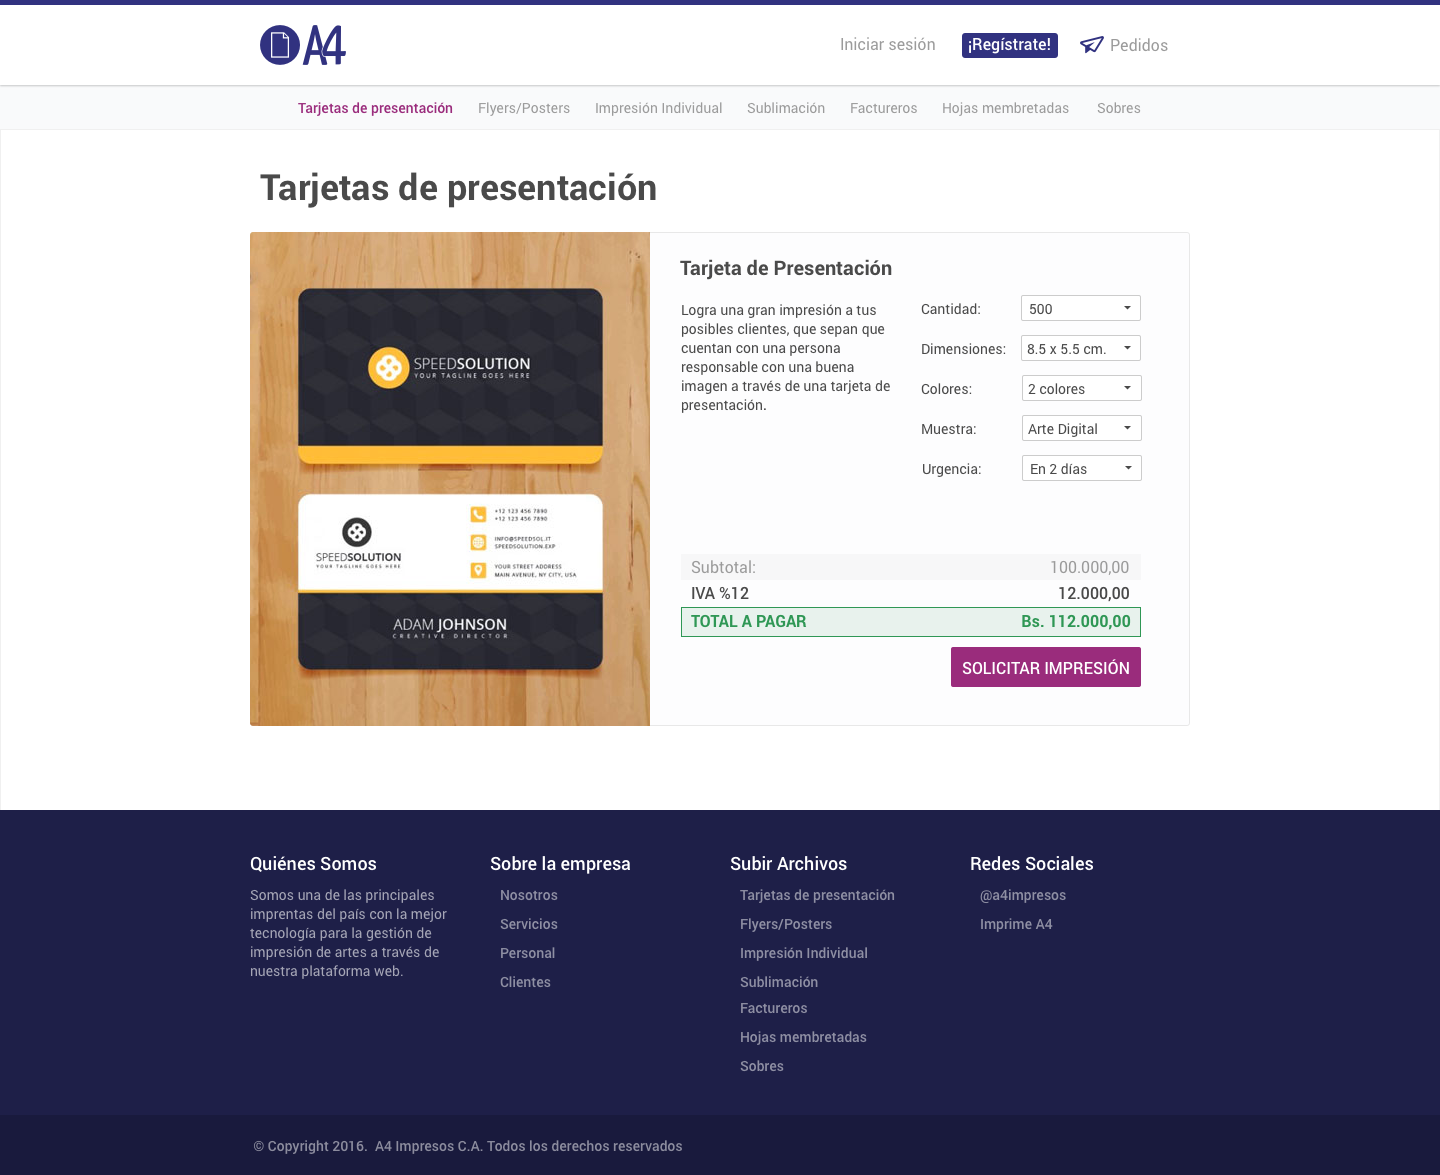 A4
Iniciar sesión
¡Regístrate!
Pedidos
Tarjetas de presentación
Flyers/Posters
Impresión Individual
Sublimación
Factureros
Hojas membretadas
Sobres
Tarjetas de presentación
SPEEDSOLUTION
YOUR TAGLINE GOES HERE
+12 123 456 7890
+12 123 456 7890
INFO@SPEEDSOL.IT
SPEEDSOLUTION.EXP
YOUR STREET ADDRESS
MAIN AVENUE, NY CITY, USA
SPEEDSOLUTION
YOUR TAGLINE GOES HERE
ADAM JOHNSON
CREATIVE DIRECTOR
Tarjeta de Presentación
Logra una gran impresión a tus
posibles clientes, que sepan que
cuentan con una persona
responsable con una buena
imagen a través de una tarjeta de
presentación.
Cantidad: 500
Dimensiones: 8.5 x 5.5 cm.
Colores: 2 colores
Muestra: Arte Digital
Urgencia: En 2 días
Subtotal: 100.000,00
IVA %12 12.000,00
TOTAL A PAGAR Bs. 112.000,00
SOLICITAR IMPRESIÓN
Quiénes Somos
Somos una de las principales
imprentas del país con la mejor
tecnología para la gestión de
impresión de artes a través de
nuestra plataforma web.
Sobre la empresa
Nosotros
Servicios
Personal
Clientes
Subir Archivos
Tarjetas de presentación
Flyers/Posters
Impresión Individual
Sublimación
Factureros
Hojas membretadas
Sobres
Redes Sociales
@a4impresos
Imprime A4
© Copyright 2016. A4 Impresos C.A. Todos los derechos reservados